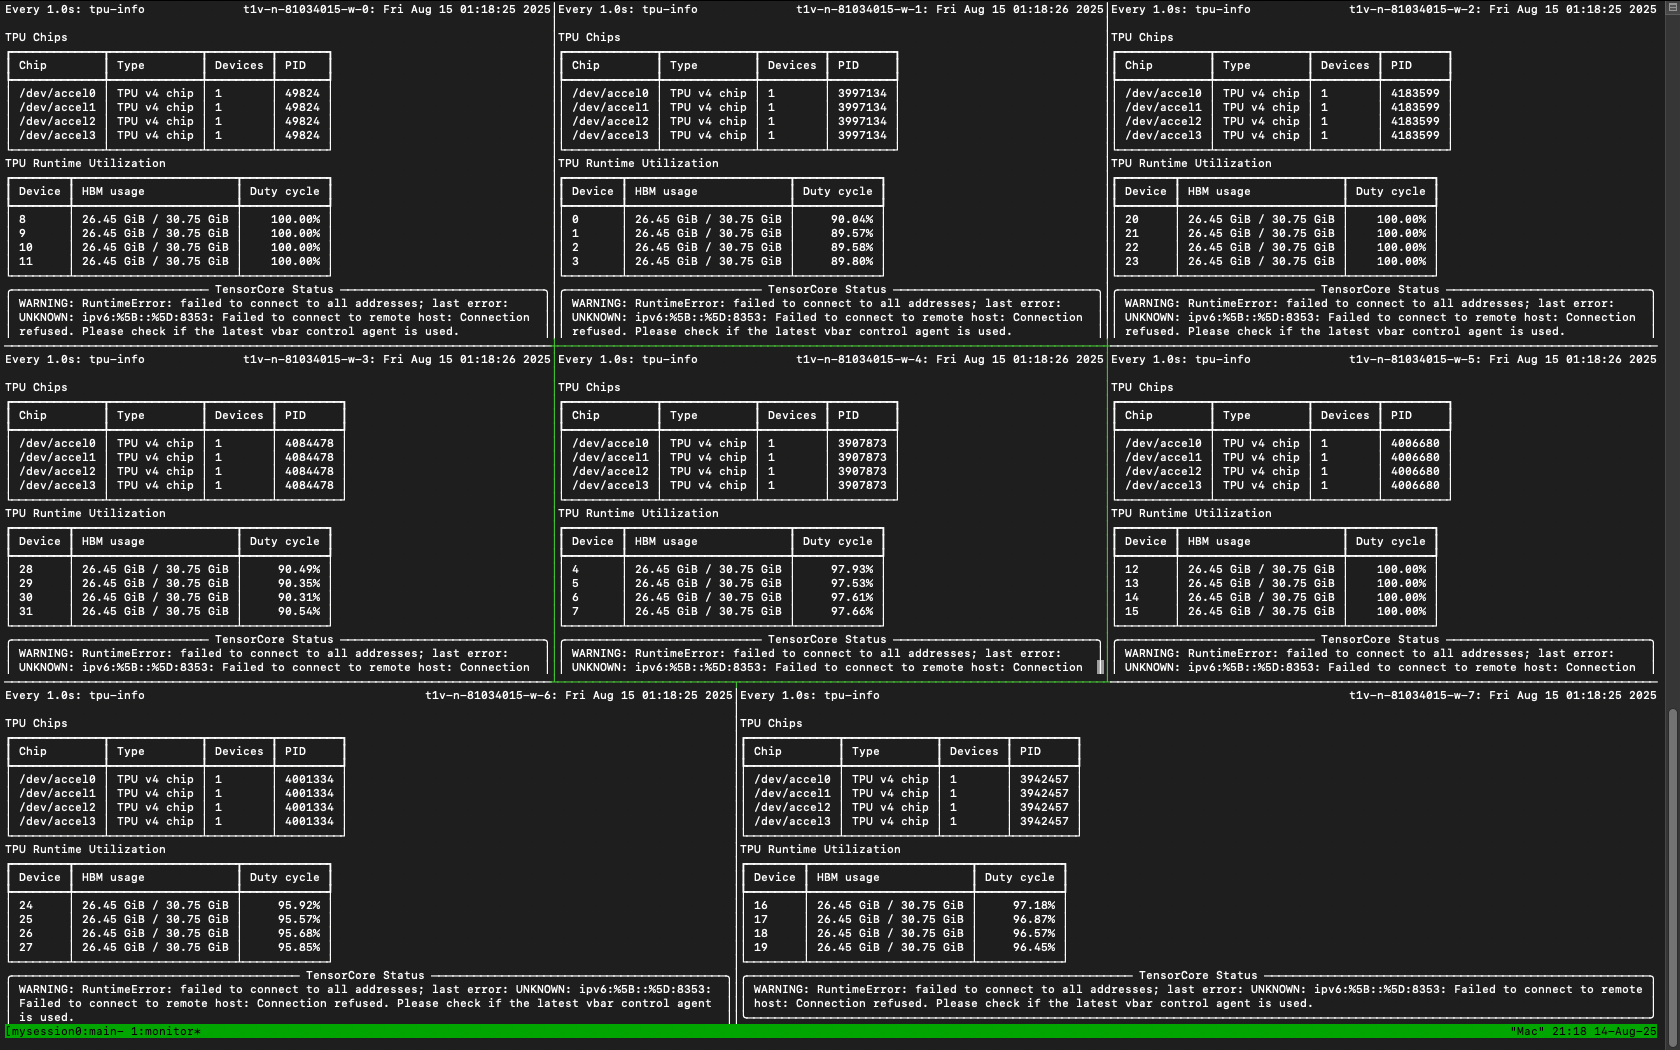 Every 1.0s: tpu-info t1v-n-81034015-w-0: Fri Aug 15 01:18:25 2025
TPU Chips
Chip Type Devices PID
/dev/accel0 TPU v4 chip 1 49824
/dev/accel1 TPU v4 chip 1 49824
/dev/accel2 TPU v4 chip 1 49824
/dev/accel3 TPU v4 chip 1 49824
TPU Runtime Utilization
Device HBM usage Duty cycle
8 26.45 GiB / 30.75 GiB 100.00%
9 26.45 GiB / 30.75 GiB 100.00%
10 26.45 GiB / 30.75 GiB 100.00%
11 26.45 GiB / 30.75 GiB 100.00%
TensorCore Status
WARNING: RuntimeError: failed to connect to all addresses; last error:
UNKNOWN: ipv6:%5B::%5D:8353: Failed to connect to remote host: Connection
refused. Please check if the latest vbar control agent is used.
Every 1.0s: tpu-info t1v-n-81034015-w-1: Fri Aug 15 01:18:26 2025
TPU Chips
Chip Type Devices PID
/dev/accel0 TPU v4 chip 1 3997134
/dev/accel1 TPU v4 chip 1 3997134
/dev/accel2 TPU v4 chip 1 3997134
/dev/accel3 TPU v4 chip 1 3997134
TPU Runtime Utilization
Device HBM usage Duty cycle
0 26.45 GiB / 30.75 GiB 90.04%
1 26.45 GiB / 30.75 GiB 89.57%
2 26.45 GiB / 30.75 GiB 89.58%
3 26.45 GiB / 30.75 GiB 89.80%
TensorCore Status
WARNING: RuntimeError: failed to connect to all addresses; last error:
UNKNOWN: ipv6:%5B::%5D:8353: Failed to connect to remote host: Connection
refused. Please check if the latest vbar control agent is used.
Every 1.0s: tpu-info t1v-n-81034015-w-2: Fri Aug 15 01:18:25 2025
TPU Chips
Chip Type Devices PID
/dev/accel0 TPU v4 chip 1 4183599
/dev/accel1 TPU v4 chip 1 4183599
/dev/accel2 TPU v4 chip 1 4183599
/dev/accel3 TPU v4 chip 1 4183599
TPU Runtime Utilization
Device HBM usage Duty cycle
20 26.45 GiB / 30.75 GiB 100.00%
21 26.45 GiB / 30.75 GiB 100.00%
22 26.45 GiB / 30.75 GiB 100.00%
23 26.45 GiB / 30.75 GiB 100.00%
TensorCore Status
WARNING: RuntimeError: failed to connect to all addresses; last error:
UNKNOWN: ipv6:%5B::%5D:8353: Failed to connect to remote host: Connection
refused. Please check if the latest vbar control agent is used.
Every 1.0s: tpu-info t1v-n-81034015-w-3: Fri Aug 15 01:18:26 2025
TPU Chips
Chip Type Devices PID
/dev/accel0 TPU v4 chip 1 4084478
/dev/accel1 TPU v4 chip 1 4084478
/dev/accel2 TPU v4 chip 1 4084478
/dev/accel3 TPU v4 chip 1 4084478
TPU Runtime Utilization
Device HBM usage Duty cycle
28 26.45 GiB / 30.75 GiB 90.49%
29 26.45 GiB / 30.75 GiB 90.35%
30 26.45 GiB / 30.75 GiB 90.31%
31 26.45 GiB / 30.75 GiB 90.54%
TensorCore Status
WARNING: RuntimeError: failed to connect to all addresses; last error:
UNKNOWN: ipv6:%5B::%5D:8353: Failed to connect to remote host: Connection
Every 1.0s: tpu-info t1v-n-81034015-w-4: Fri Aug 15 01:18:26 2025
TPU Chips
Chip Type Devices PID
/dev/accel0 TPU v4 chip 1 3907873
/dev/accel1 TPU v4 chip 1 3907873
/dev/accel2 TPU v4 chip 1 3907873
/dev/accel3 TPU v4 chip 1 3907873
TPU Runtime Utilization
Device HBM usage Duty cycle
4 26.45 GiB / 30.75 GiB 97.93%
5 26.45 GiB / 30.75 GiB 97.53%
6 26.45 GiB / 30.75 GiB 97.61%
7 26.45 GiB / 30.75 GiB 97.66%
TensorCore Status
WARNING: RuntimeError: failed to connect to all addresses; last error:
UNKNOWN: ipv6:%5B::%5D:8353: Failed to connect to remote host: Connection
Every 1.0s: tpu-info t1v-n-81034015-w-5: Fri Aug 15 01:18:26 2025
TPU Chips
Chip Type Devices PID
/dev/accel0 TPU v4 chip 1 4006680
/dev/accel1 TPU v4 chip 1 4006680
/dev/accel2 TPU v4 chip 1 4006680
/dev/accel3 TPU v4 chip 1 4006680
TPU Runtime Utilization
Device HBM usage Duty cycle
12 26.45 GiB / 30.75 GiB 100.00%
13 26.45 GiB / 30.75 GiB 100.00%
14 26.45 GiB / 30.75 GiB 100.00%
15 26.45 GiB / 30.75 GiB 100.00%
TensorCore Status
WARNING: RuntimeError: failed to connect to all addresses; last error:
UNKNOWN: ipv6:%5B::%5D:8353: Failed to connect to remote host: Connection
Every 1.0s: tpu-info t1v-n-81034015-w-6: Fri Aug 15 01:18:25 2025
TPU Chips
Chip Type Devices PID
/dev/accel0 TPU v4 chip 1 4001334
/dev/accel1 TPU v4 chip 1 4001334
/dev/accel2 TPU v4 chip 1 4001334
/dev/accel3 TPU v4 chip 1 4001334
TPU Runtime Utilization
Device HBM usage Duty cycle
24 26.45 GiB / 30.75 GiB 95.92%
25 26.45 GiB / 30.75 GiB 95.57%
26 26.45 GiB / 30.75 GiB 95.68%
27 26.45 GiB / 30.75 GiB 95.85%
TensorCore Status
WARNING: RuntimeError: failed to connect to all addresses; last error: UNKNOWN: ipv6:%5B::%5D:8353:
Failed to connect to remote host: Connection refused. Please check if the latest vbar control agent
is used.
Every 1.0s: tpu-info t1v-n-81034015-w-7: Fri Aug 15 01:18:25 2025
TPU Chips
Chip Type Devices PID
/dev/accel0 TPU v4 chip 1 3942457
/dev/accel1 TPU v4 chip 1 3942457
/dev/accel2 TPU v4 chip 1 3942457
/dev/accel3 TPU v4 chip 1 3942457
TPU Runtime Utilization
Device HBM usage Duty cycle
16 26.45 GiB / 30.75 GiB 97.18%
17 26.45 GiB / 30.75 GiB 96.87%
18 26.45 GiB / 30.75 GiB 96.57%
19 26.45 GiB / 30.75 GiB 96.45%
TensorCore Status
WARNING: RuntimeError: failed to connect to all addresses; last error: UNKNOWN: ipv6:%5B::%5D:8353: Failed to connect to remote
host: Connection refused. Please check if the latest vbar control agent is used.
[mysession0:main- 1:monitor* "Mac" 21:18 14-Aug-25